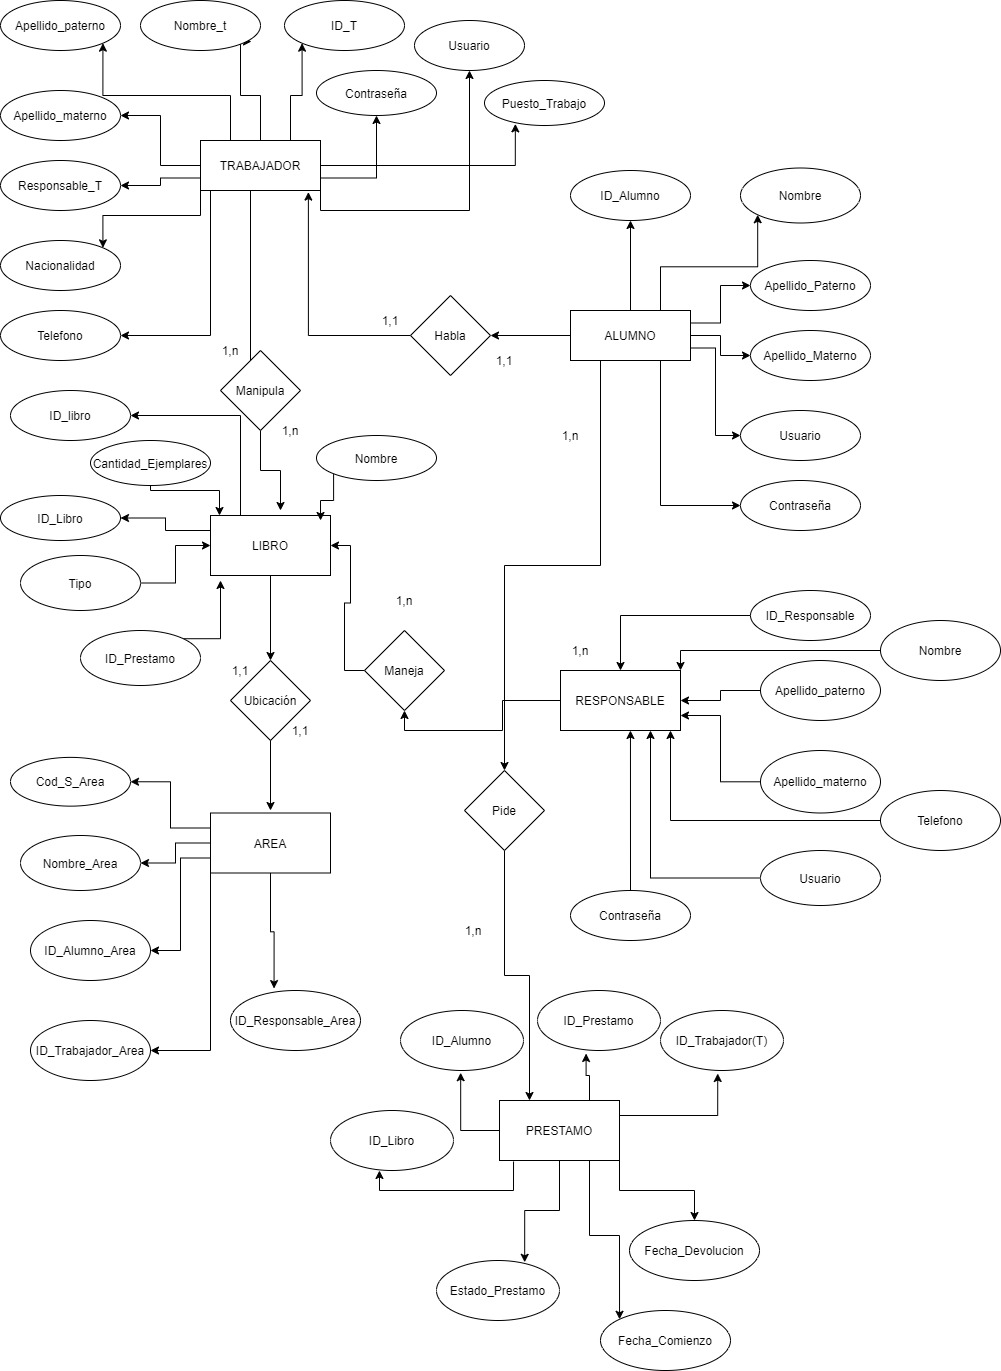 Apellido_paterno
Nombre_t
ID_T
Usuario
Contraseña
Puesto_Trabajo
Apellido_materno
TRABAJADOR
Responsable_T
ID_Alumno
Nombre
Nacionalidad
Apellido_Paterno
Telefono
1,1
Habla
ALUMNO
1,n
1,1
Apellido_Materno
Manipula
ID_libro
1,n
1,n
Usuario
Cantidad_Ejemplares
Nombre
ID_Libro
Contraseña
LIBRO
Tipo
1,n
ID_Responsable
ID_Prestamo
1,n
Nombre
1,1
Maneja
Apellido_paterno
Ubicación
RESPONSABLE
1,1
Cod_S_Area
Apellido_materno
Pide
Telefono
AREA
Nombre_Area
Usuario
Contraseña
1,n
ID_Alumno_Area
ID_Responsable_Area
ID_Prestamo
ID_Trabajador_Area
ID_Alumno
ID_Trabajador(T)
PRESTAMO
ID_Libro
Fecha_Devolucion
Estado_Prestamo
Fecha_Comienzo